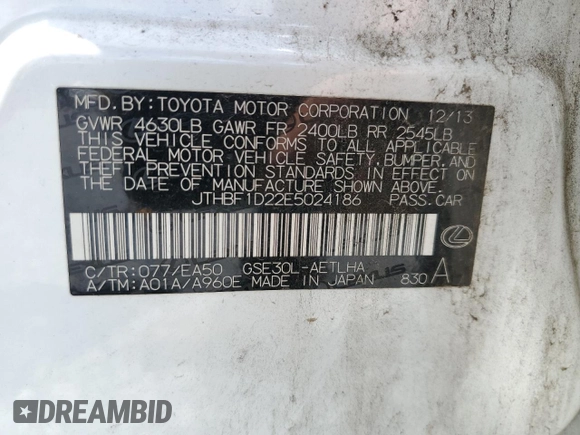 MFD. BY: TOYOTA MOTOR CORPORATION 12/13
GVWR 4630LB GAWR FR 2400LB RR 2545LB
THIS VEHICLE CONFORMS TO ALL APPLICABLE
FEDERAL MOTOR VEHICLE SAFETY, BUMPER, AND
THEFT PREVENTION STANDARDS IN EFFECT ON
THE DATE OF MANUFACTURE SHOWN ABOVE.
JTHBF1D22E5024186 PASS. CAR
C/TR: 077/EA50 GSE30L-AETLHA
A/TM: A01A/A960E MADE IN JAPAN 830 A
DREAMBID